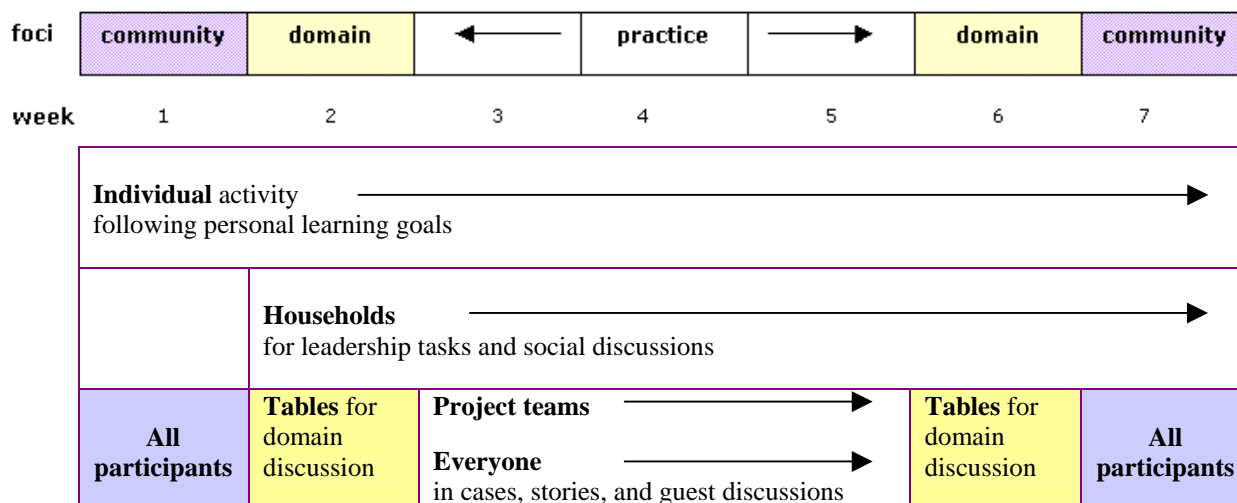 foci community domain practice domain community
week 1 2 3 4 5 6 7
Individual activity
following personal learning goals
Households
for leadership tasks and social discussions
All
participants
Tables for
domain
discussion
Project teams
Everyone
in cases, stories, and guest discussions
Tables for
domain
discussion
All
participants